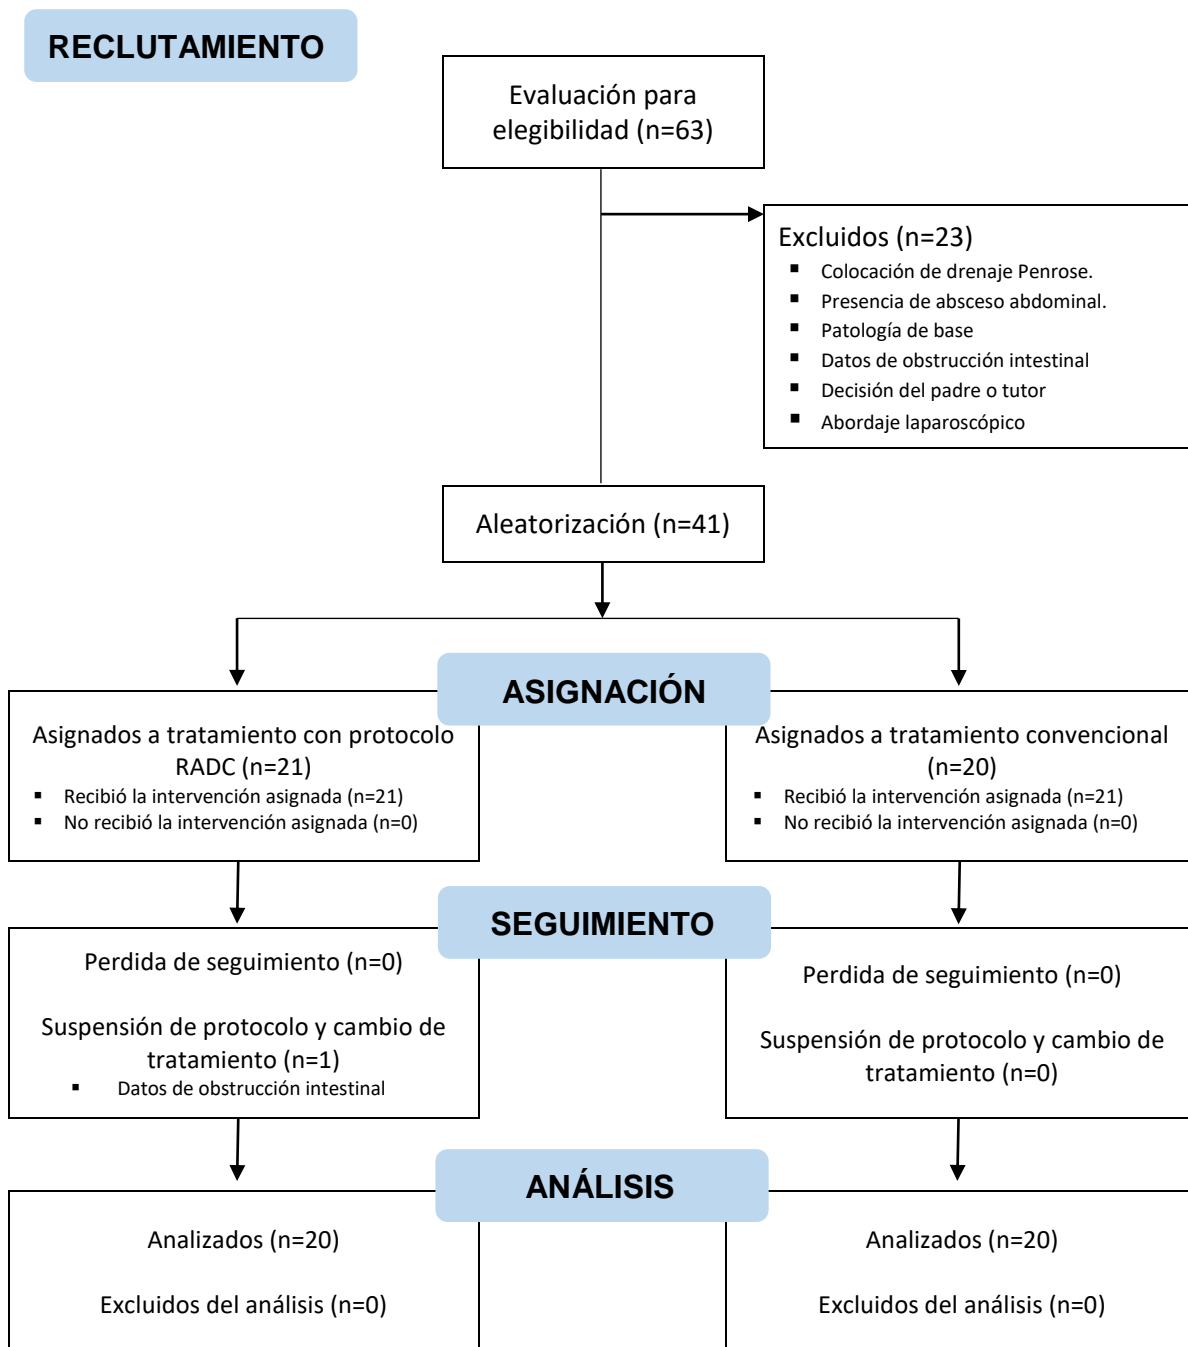 RECLUTAMIENTO
Evaluación para
elegibilidad (n=63)
Excluidos (n=23)
▪ Colocación de drenaje Penrose.
▪ Presencia de absceso abdominal.
▪ Patología de base
▪ Datos de obstrucción intestinal
▪ Decisión del padre o tutor
▪ Abordaje laparoscópico
Aleatorización (n=41)
ASIGNACIÓN
Asignados a tratamiento con protocolo
RADC (n=21)
▪ Recibió la intervención asignada (n=21)
▪ No recibió la intervención asignada (n=0)
Asignados a tratamiento convencional
(n=20)
▪ Recibió la intervención asignada (n=21)
▪ No recibió la intervención asignada (n=0)
SEGUIMIENTO
Perdida de seguimiento (n=0)
Suspensión de protocolo y cambio de
tratamiento (n=1)
▪ Datos de obstrucción intestinal
Perdida de seguimiento (n=0)
Suspensión de protocolo y cambio de
tratamiento (n=0)
ANÁLISIS
Analizados (n=20)
Excluidos del análisis (n=0)
Analizados (n=20)
Excluidos del análisis (n=0)